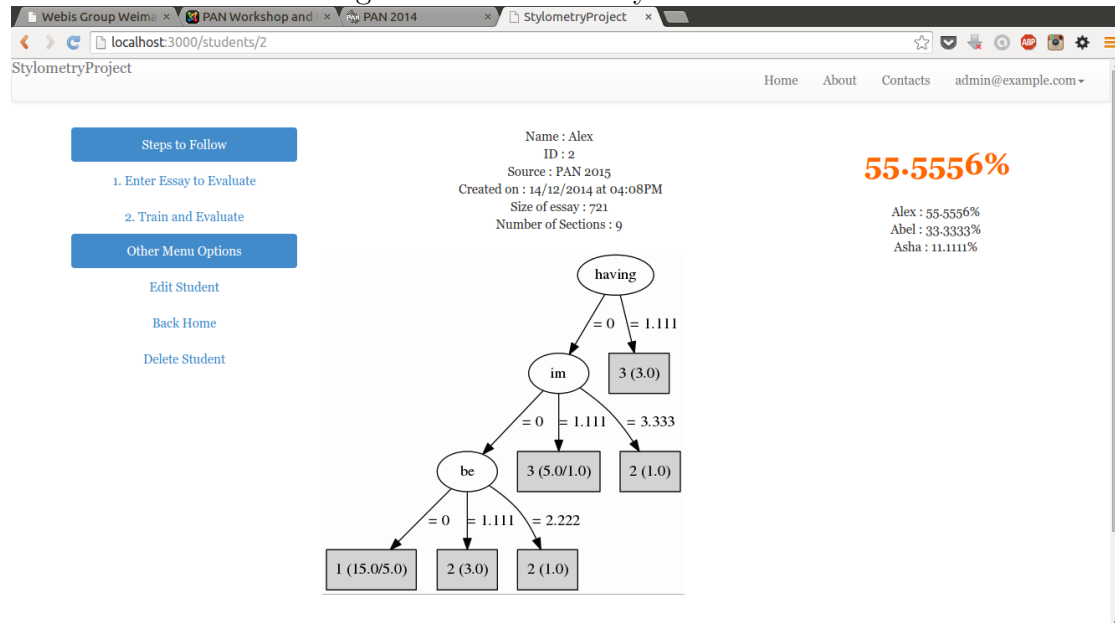 Webis Group Weima
PAN Workshop and
PAN 2014
StylometryProject
localhost:3000/students/2
ABP
StylometryProject
Home About Contacts admin@example.com
Steps to Follow
1. Enter Essay to Evaluate
2. Train and Evaluate
Other Menu Options
Edit Student
Back Home
Delete Student
Name : Alex
ID : 2
Source : PAN 2015
Created on : 14/12/2014 at 04:08PM
Size of essay : 721
Number of Sections : 9
having
= 0 = 1.111
im 3 (3.0)
= 0 = 1.111 = 3.333
be 3 (5.0/1.0) 2 (1.0)
= 0 = 1.111 = 2.222
1 (15.0/5.0) 2 (3.0) 2 (1.0)
55.5556%
Alex : 55.5556%
Abel : 33.3333%
Asha : 11.1111%